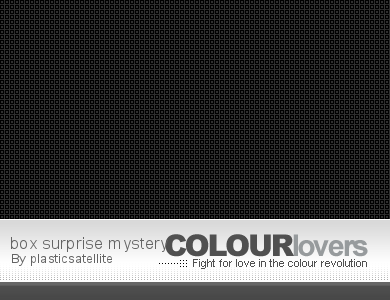 box surprise mystery
By plasticsatellite
COLOURlovers
Fight for love in the colour revolution